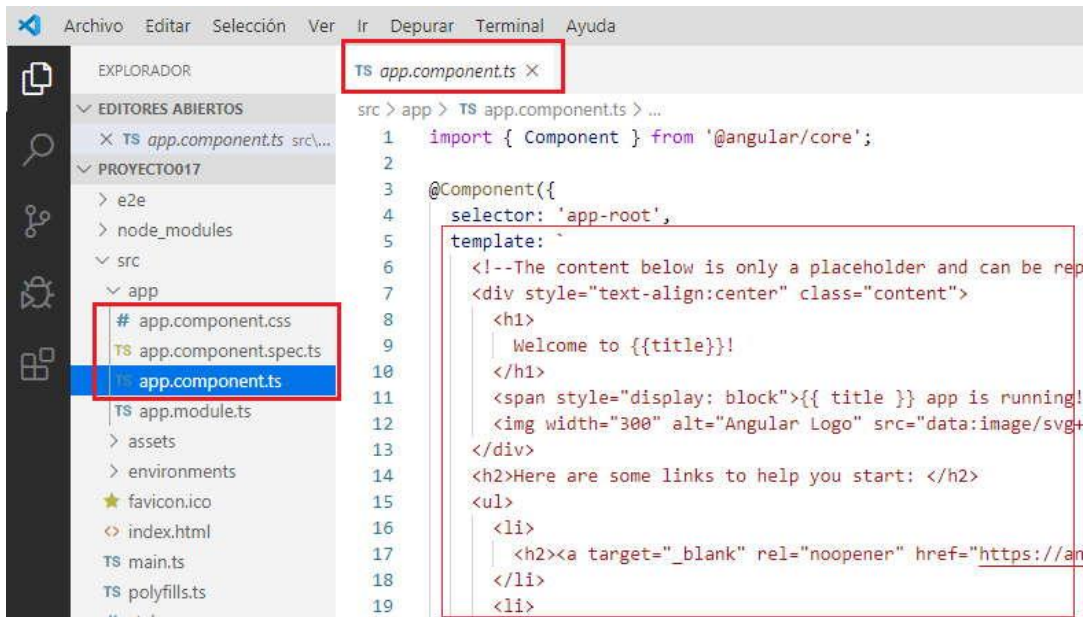 Archivo Editar Selección Ver Ir Depurar Terminal Ayuda
EXPLORADOR
EDITORES ABIERTOS
TS app.component.ts src\...
PROYECTO017
e2e
node_modules
src
app
# app.component.css
TS app.component.spec.ts
TS app.component.ts
TS app.module.ts
assets
environments
favicon.ico
index.html
TS main.ts
TS polyfills.ts
TS app.component.ts
src > app > TS app.component.ts > ...
1 import { Component } from '@angular/core';
2
3 @Component({
4 selector: 'app-root',
5 template: `
6 <!--The content below is only a placeholder and can be rep
7 <div style="text-align:center" class="content">
8 <h1>
9 Welcome to {{title}}!
10 </h1>
11 <span style="display: block">{{ title }} app is running!
12 <img width="300" alt="Angular Logo" src="data:image/svg+
13 </div>
14 <h2>Here are some links to help you start: </h2>
15 <ul>
16 <li>
17 <h2><a target="_blank" rel="noopener" href="https://an
18 </li>
19 <li>